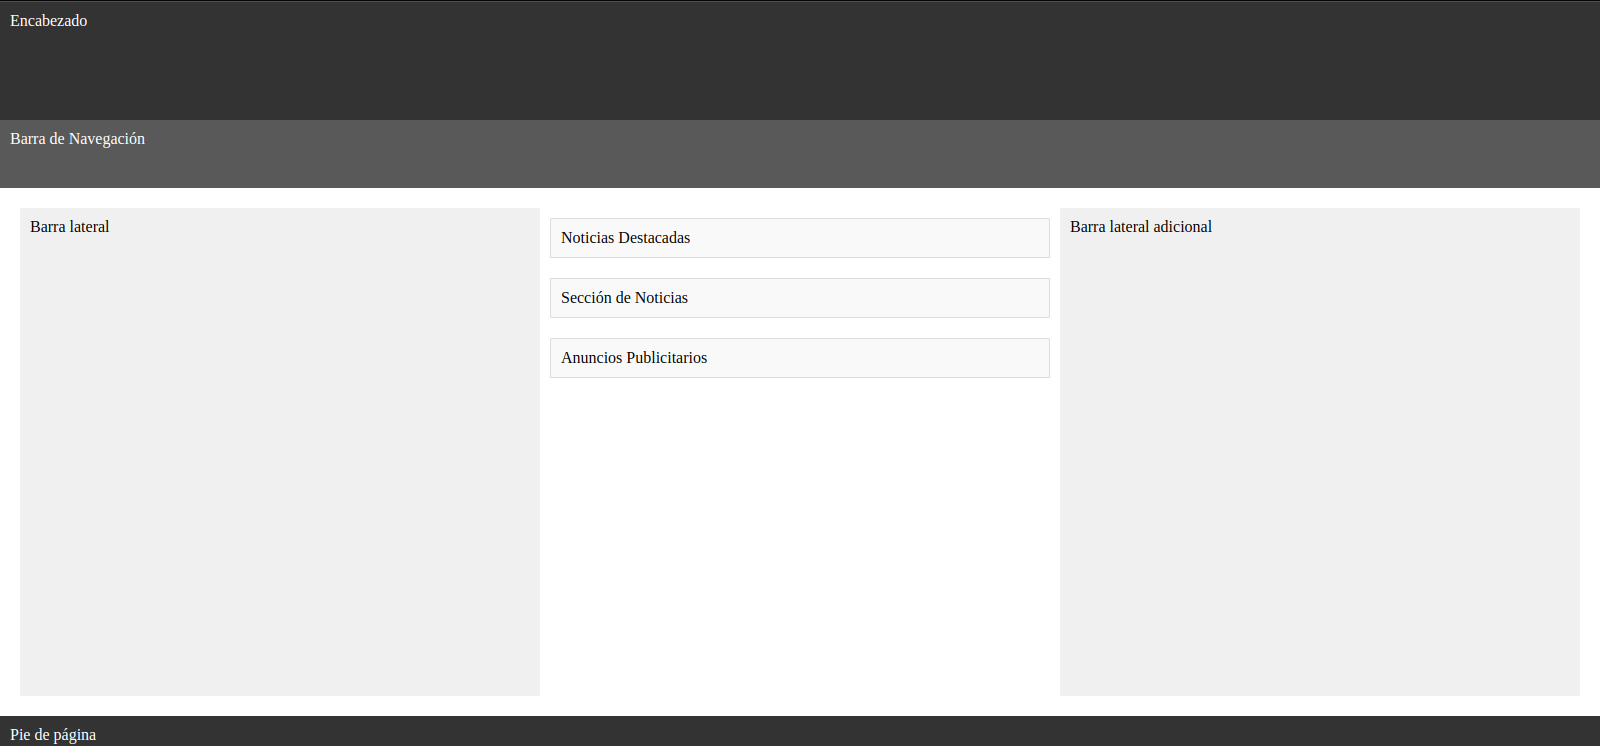 Encabezado
Barra de Navegación
Barra lateral
Noticias Destacadas
Sección de Noticias
Anuncios Publicitarios
Barra lateral adicional
Pie de página